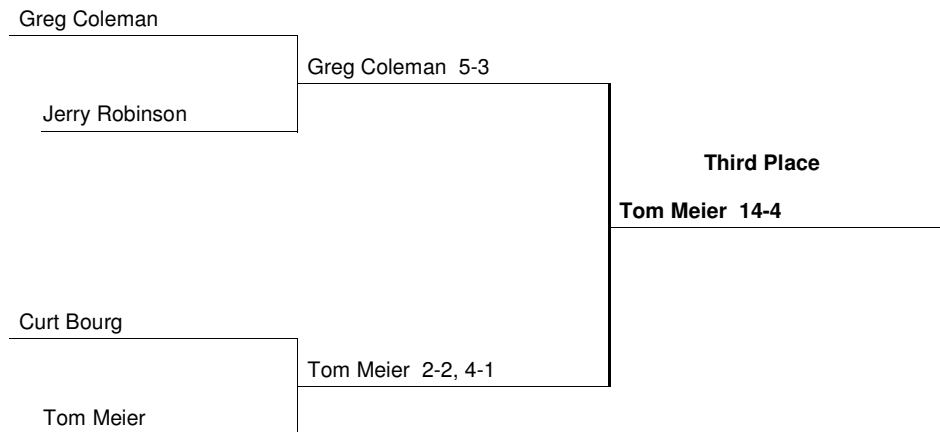 Greg Coleman
Greg Coleman 5-3
Jerry Robinson
Third Place
Tom Meier 14-4
Curt Bourg
Tom Meier 2-2, 4-1
Tom Meier